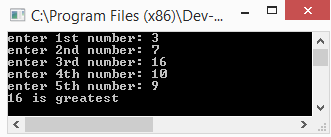 C:\Program Files (x86)\Dev-...
enter 1st number: 3
enter 2nd number: 7
enter 3rd number: 16
enter 4th number: 10
enter 5th number: 9
16 is greatest